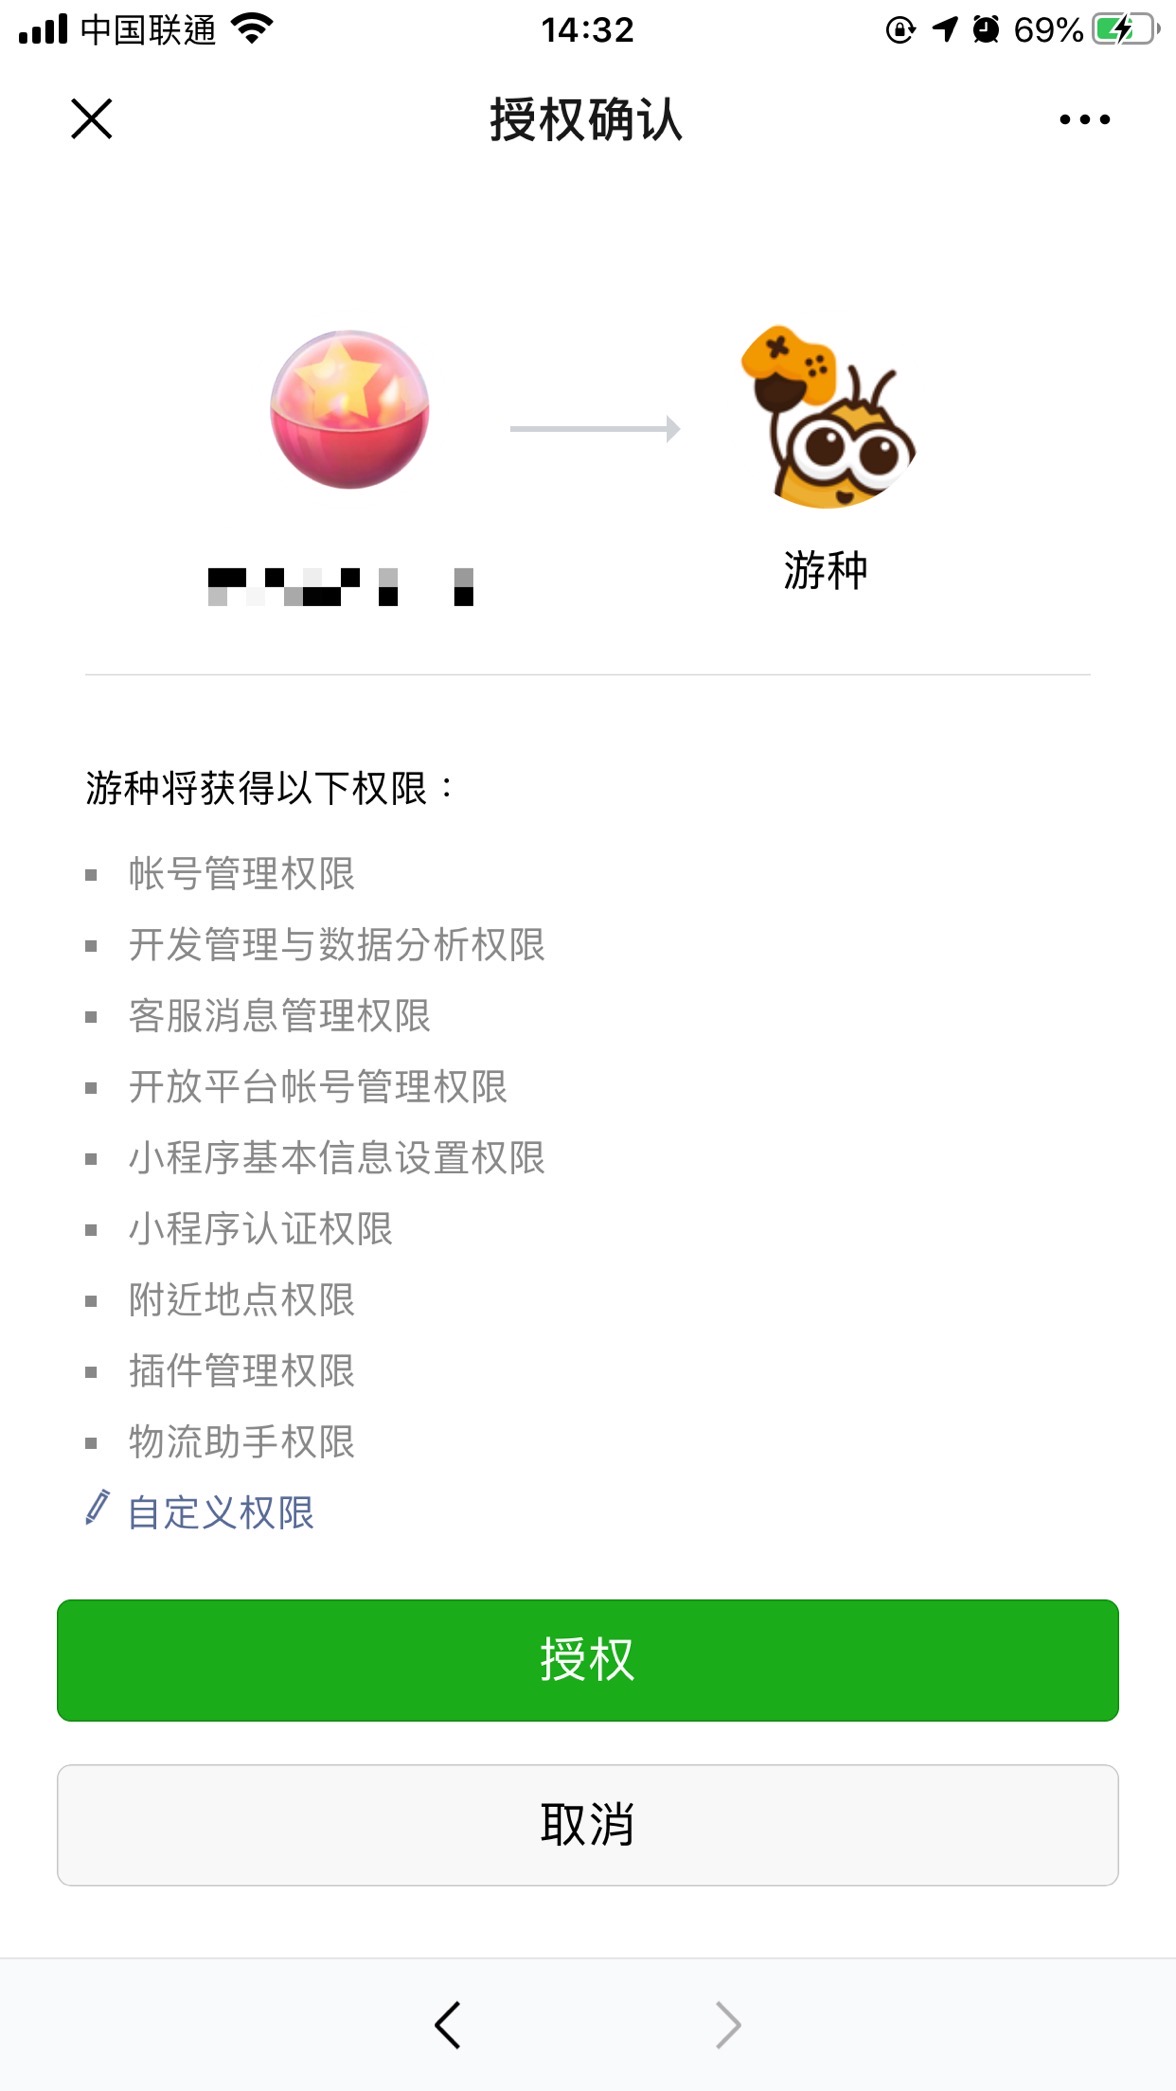 中国联通
14:32
69%
授权确认
游种
游种将获得以下权限：
帐号管理权限
开发管理与数据分析权限
客服消息管理权限
开放平台帐号管理权限
小程序基本信息设置权限
小程序认证权限
附近地点权限
插件管理权限
物流助手权限
自定义权限
授权
取消